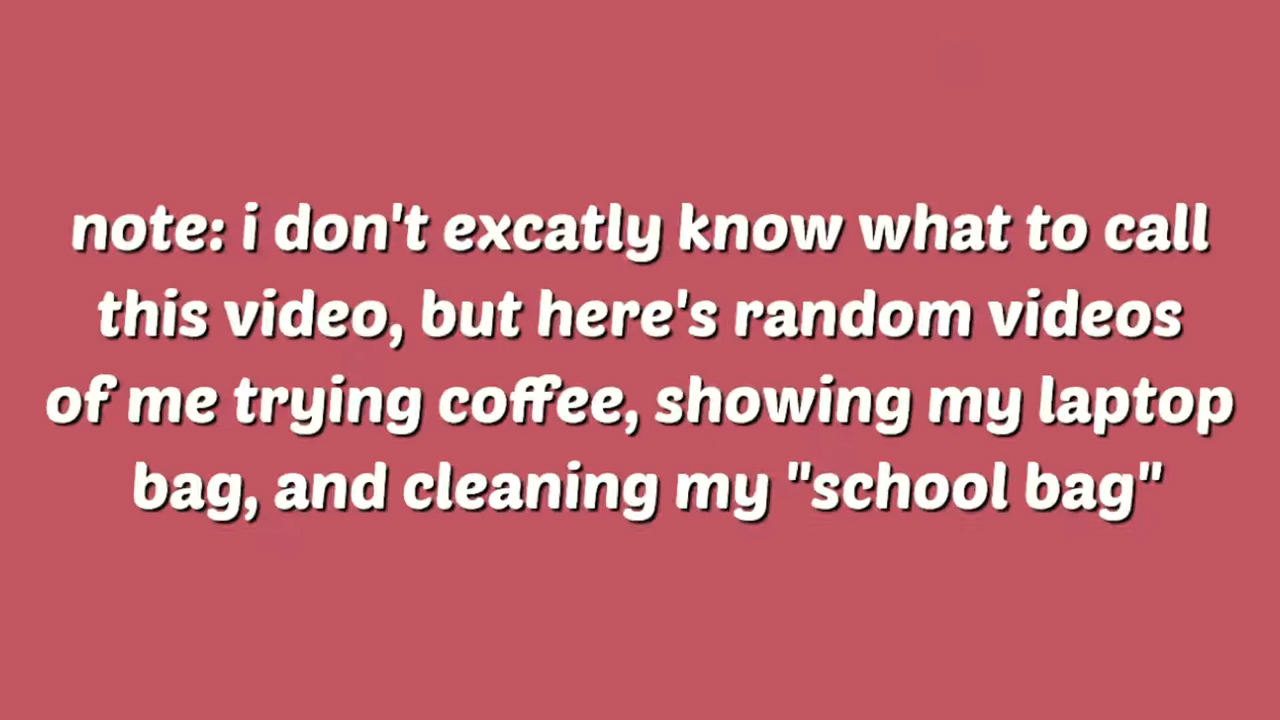 note: i don't excatly know what to call
this video, but here's random videos
of me trying coffee, showing my laptop
bag, and cleaning my "school bag"